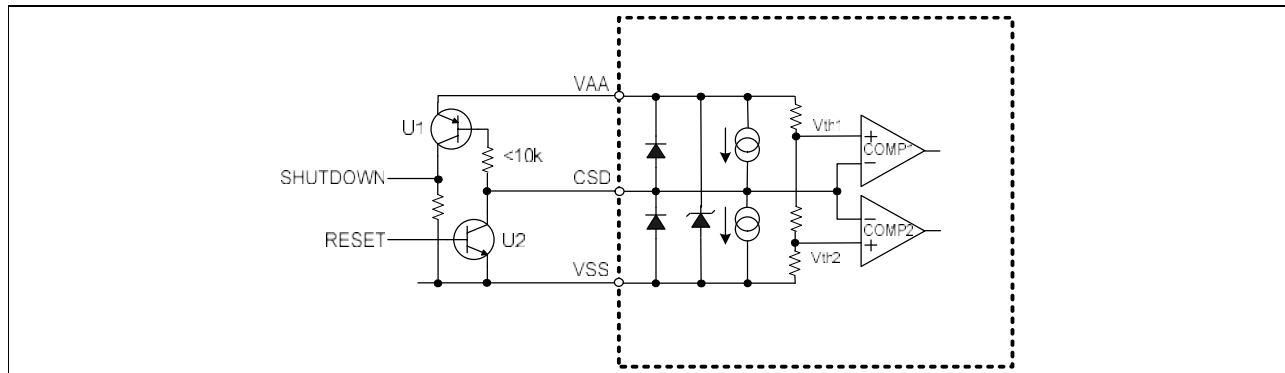 VAA
U1
Vth1
+
COMP1
−
<10k
SHUTDOWN
CSD
−
COMP2
+
RESET
U2
Vth2
VSS